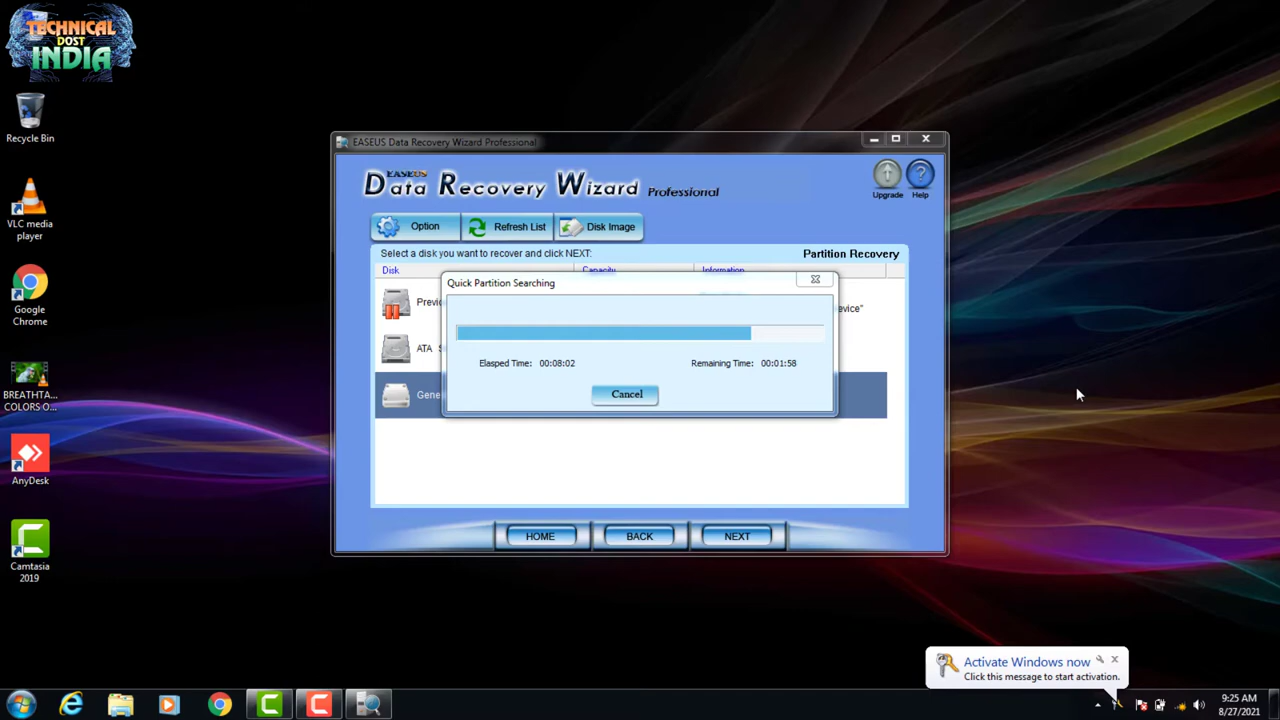 TECHNICAL
DOST
INDIA
Recycle Bin
VLC media
player
Google
Chrome
BREATHTA...
COLORS O...
AnyDesk
Camtasia
2019
EASEUS Data Recovery Wizard Professional
EASEUS
Data Recovery Wizard Professional
Upgrade
Help
Option
Refresh List
Disk Image
Select a disk you want to recover and click NEXT:
Partition Recovery
Disk
Capacity
Information
evice"
ATA
Quick Partition Searching
Elasped Time: 00:08:02
Remaining Time: 00:01:58
Cancel
HOME
BACK
NEXT
Activate Windows now
Click this message to start activation.
9:25 AM
8/27/2021